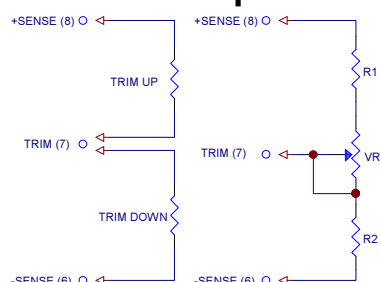 +SENSE (8)
TRIM UP
TRIM (7)
TRIM DOWN
-SENSE (6)
+SENSE (8)
R1
TRIM (7)
VR
R2
-SENSE (6)